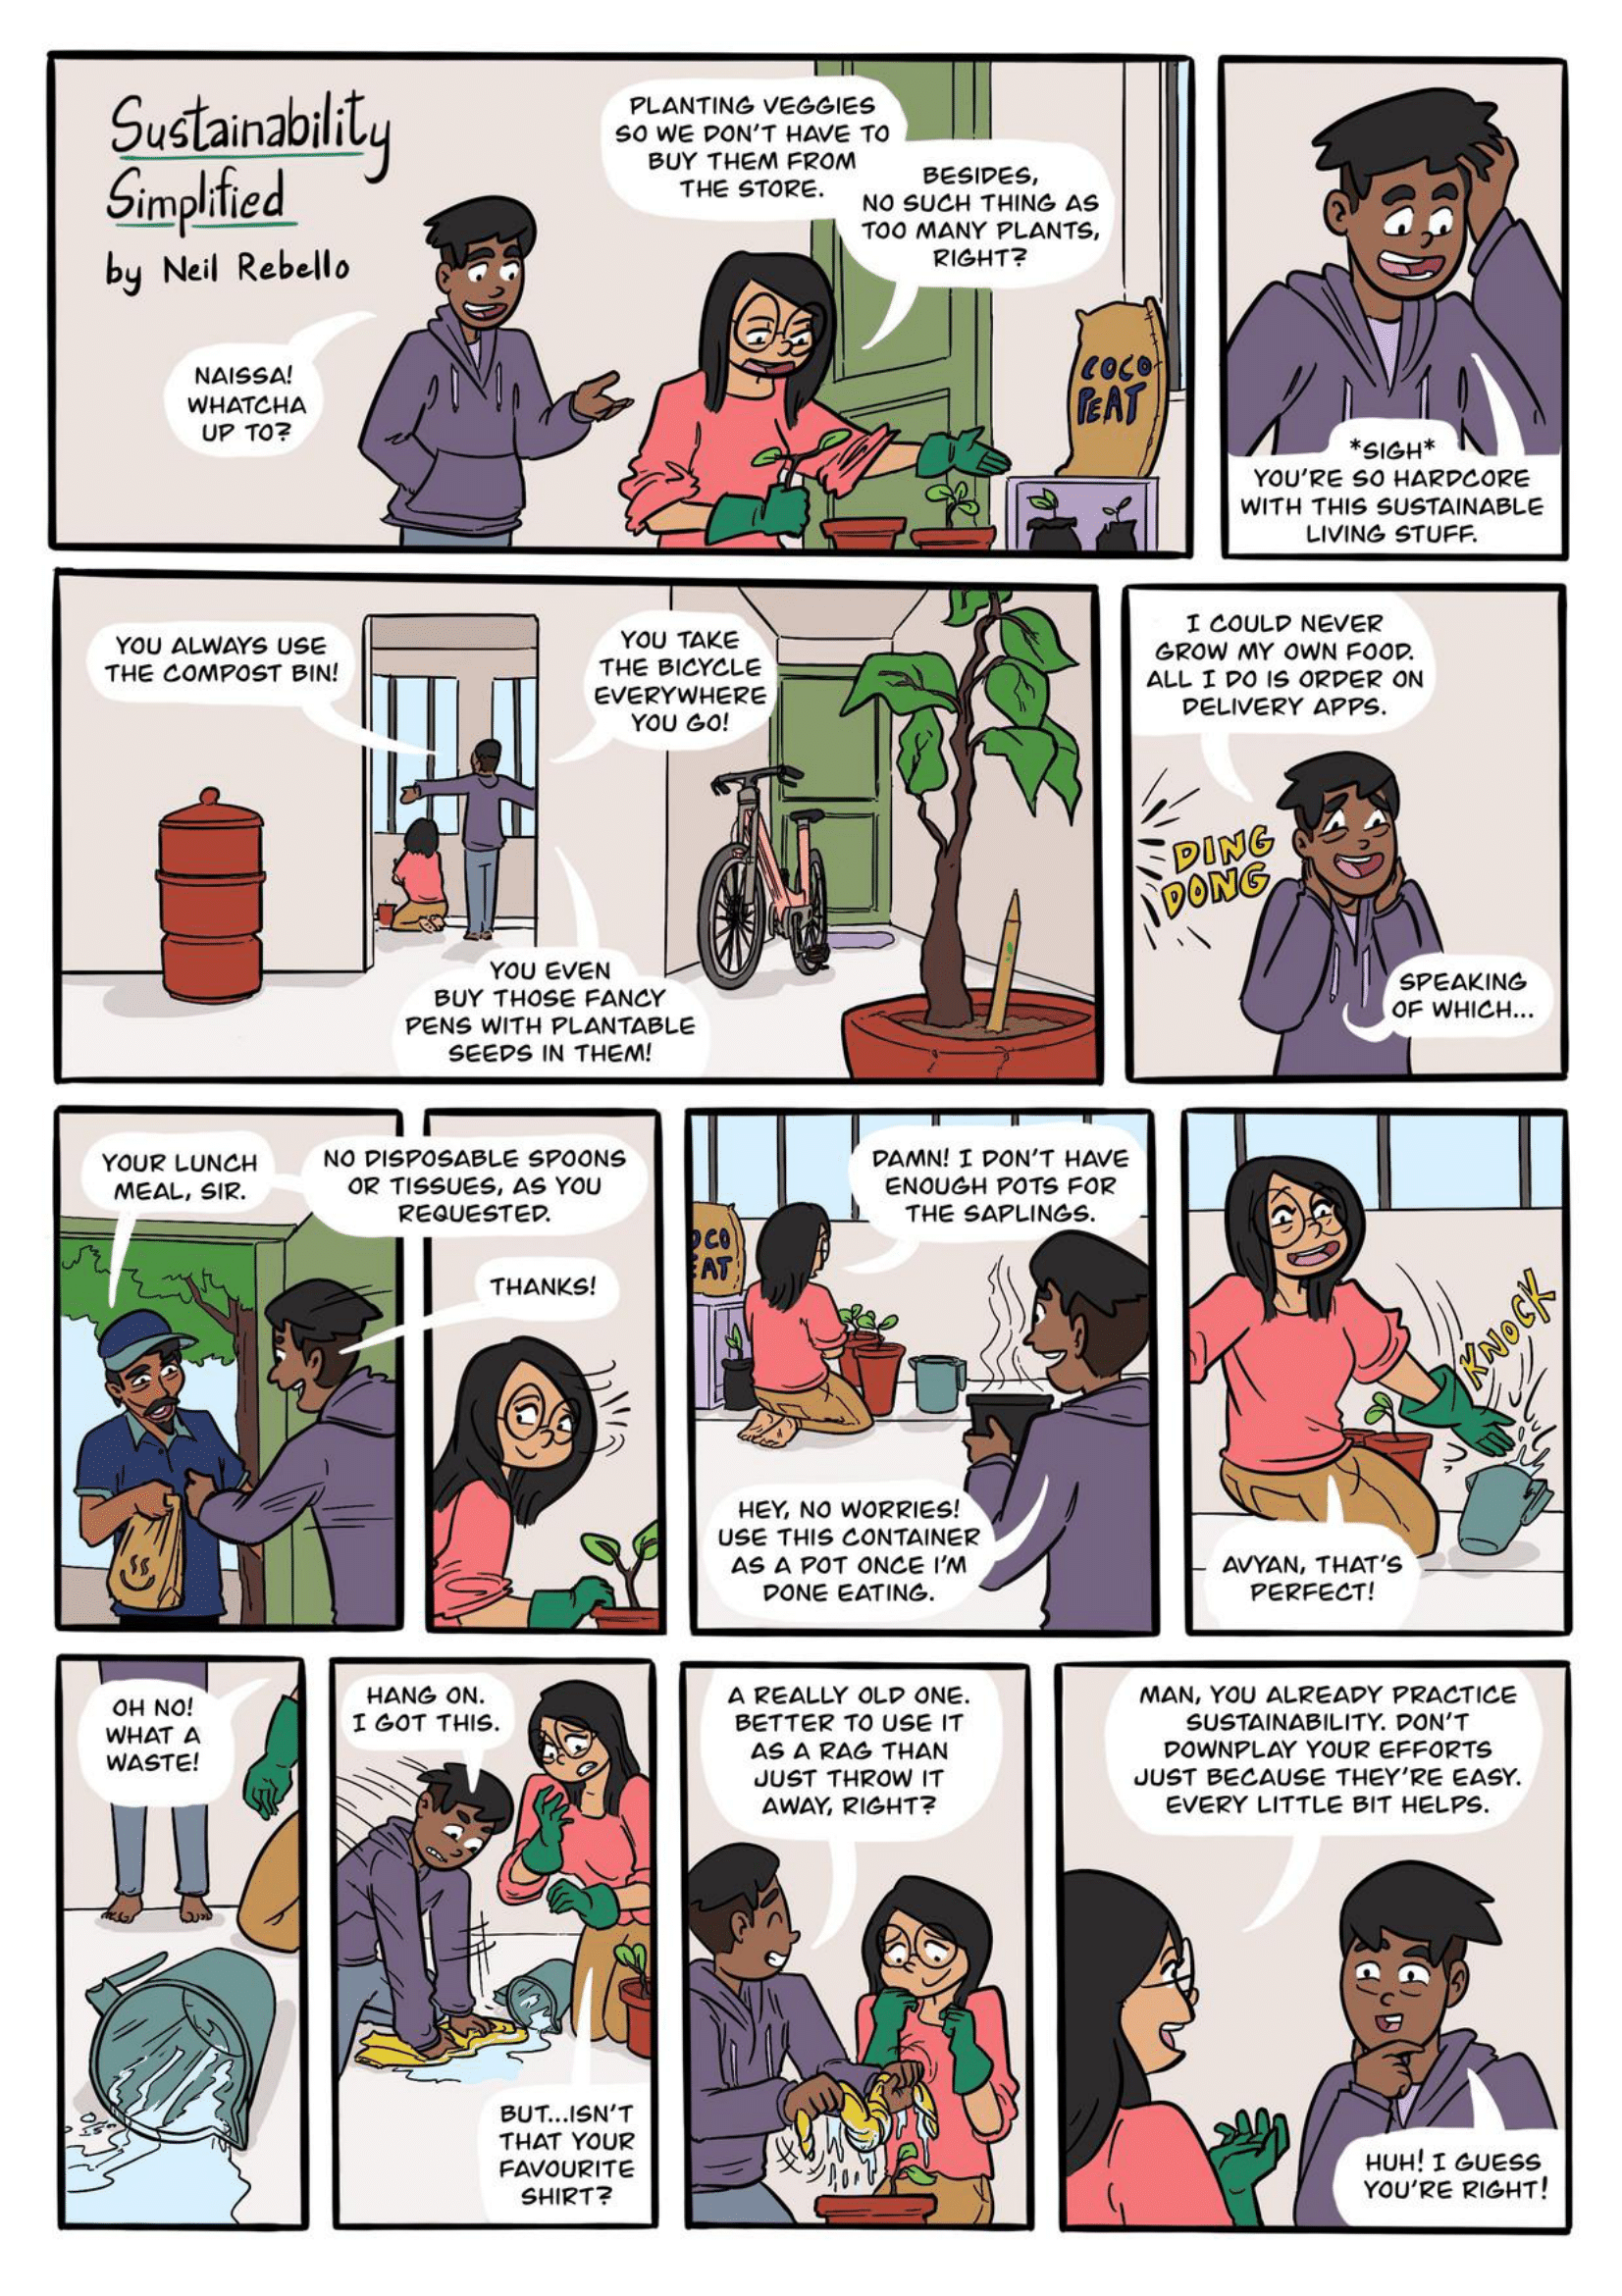 Sustainability
Simplified
by Neil Rebello
NAISSA!
WHATCHA
UP TO?
PLANTING VEGGIES
SO WE DON'T HAVE TO
BUY THEM FROM
THE STORE.
BESIDES,
NO SUCH THING AS
TOO MANY PLANTS,
RIGHT?
COCO
PEAT
*SIGH*
YOU'RE SO HARDCORE
WITH THIS SUSTAINABLE
LIVING STUFF.
YOU ALWAYS USE
THE COMPOST BIN!
YOU TAKE
THE BICYCLE
EVERYWHERE
YOU GO!
YOU EVEN
BUY THOSE FANCY
PENS WITH PLANTABLE
SEEDS IN THEM!
I COULD NEVER
GROW MY OWN FOOD.
ALL I DO IS ORDER ON
DELIVERY APPS.
DING
DONG
SPEAKING
OF WHICH...
YOUR LUNCH
MEAL, SIR.
NO DISPOSABLE SPOONS
OR TISSUES, AS YOU
REQUESTED.
THANKS!
DAMN! I DON'T HAVE
ENOUGH POTS FOR
THE SAPLINGS.
OCO
EAT
HEY, NO WORRIES!
USE THIS CONTAINER
AS A POT ONCE I'M
DONE EATING.
KNOCK
AVYAN, THAT'S
PERFECT!
OH NO!
WHAT A
WASTE!
HANG ON.
I GOT THIS.
BUT...ISN'T
THAT YOUR
FAVOURITE
SHIRT?
A REALLY OLD ONE.
BETTER TO USE IT
AS A RAG THAN
JUST THROW IT
AWAY, RIGHT?
MAN, YOU ALREADY PRACTICE
SUSTAINABILITY. DON'T
DOWNPLAY YOUR EFFORTS
JUST BECAUSE THEY'RE EASY.
EVERY LITTLE BIT HELPS.
HUH! I GUESS
YOU'RE RIGHT!